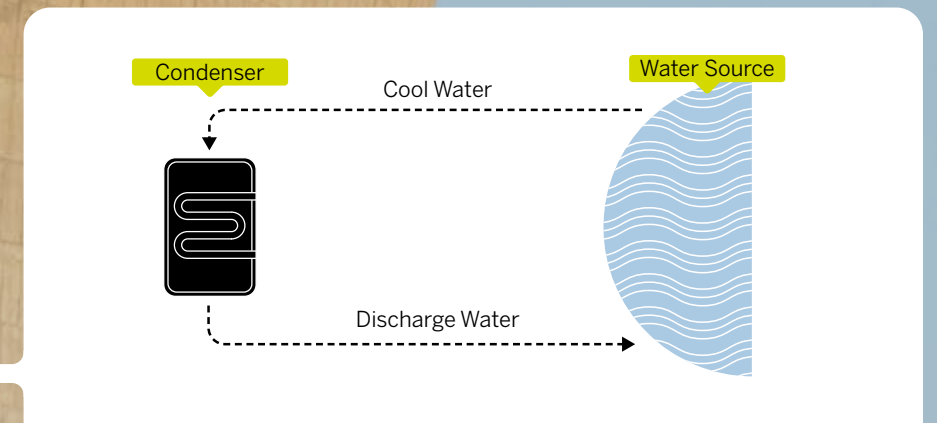 Condenser
Water Source
Cool Water
Discharge Water